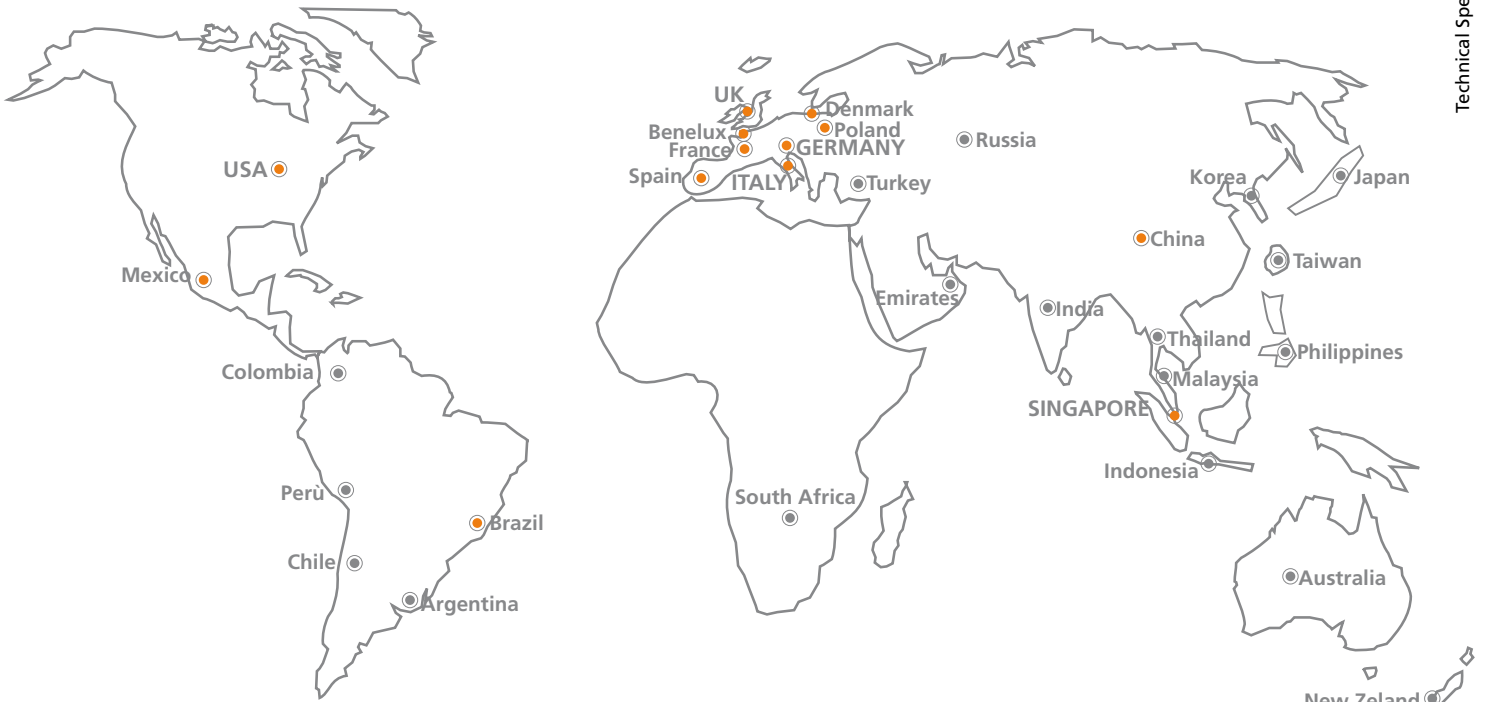 Technical Spe
UK
Denmark
Benelux
Poland
France
GERMANY
Russia
USA
Spain
ITALY
Turkey
Korea
Japan
China
Mexico
Taiwan
Emirates
India
Thailand
Philippines
Colombia
Malaysia
SINGAPORE
Indonesia
Perù
South Africa
Brazil
Chile
Australia
Argentina
New Zeland